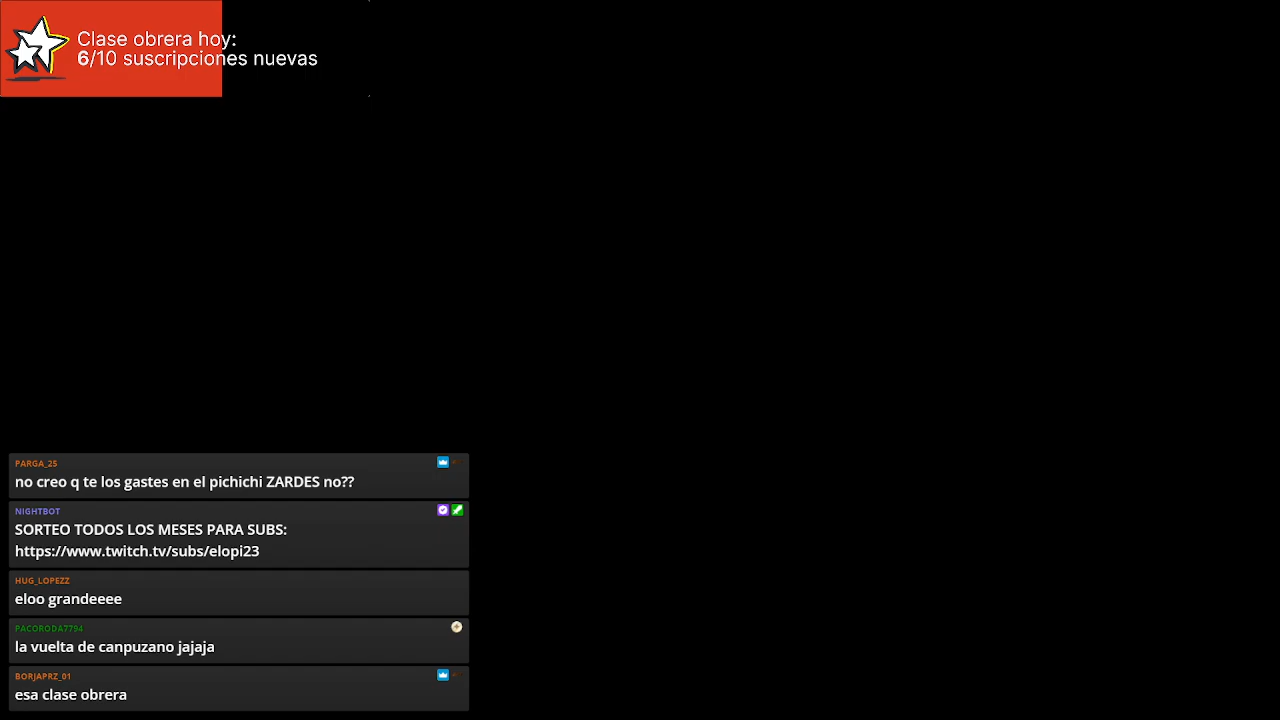 Clase obrera hoy:
6/10 suscripciones nuevas
PARGA_25
no creo q te los gastes en el pichichi ZARDES no??
NIGHTBOT
SORTEO TODOS LOS MESES PARA SUBS:
https://www.twitch.tv/subs/elopi23
HUG_LOPEZZ
eloo grandeeee
PACORODA7794
la vuelta de canpuzano jajaja
BORJAPRZ_01
esa clase obrera